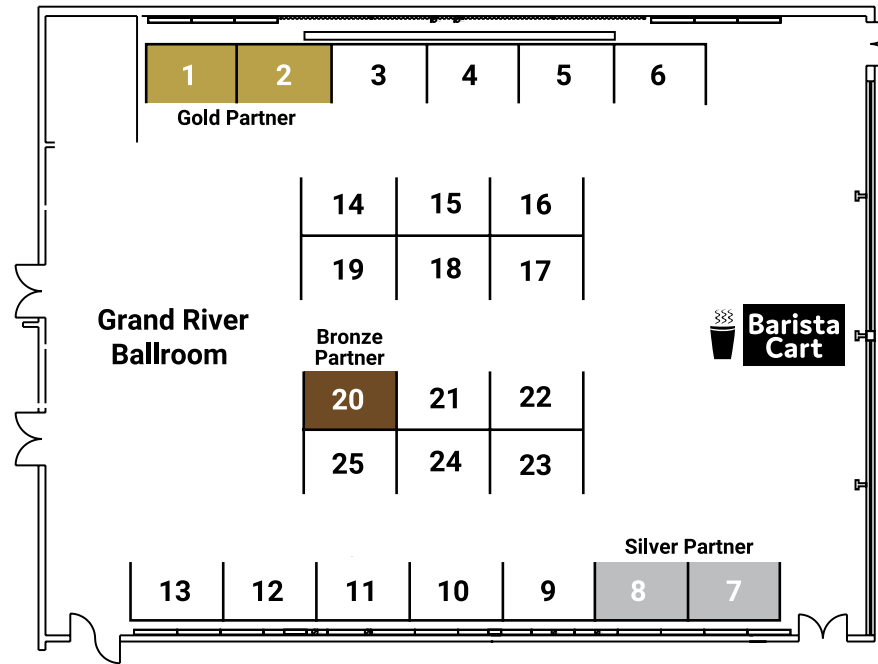 1 2 3 4 5 6
Gold Partner
14 15 16
19 18 17
Grand River
Ballroom
Barista
Cart
Bronze
Partner
20 21 22
25 24 23
Silver Partner
13 12 11 10 9 8 7